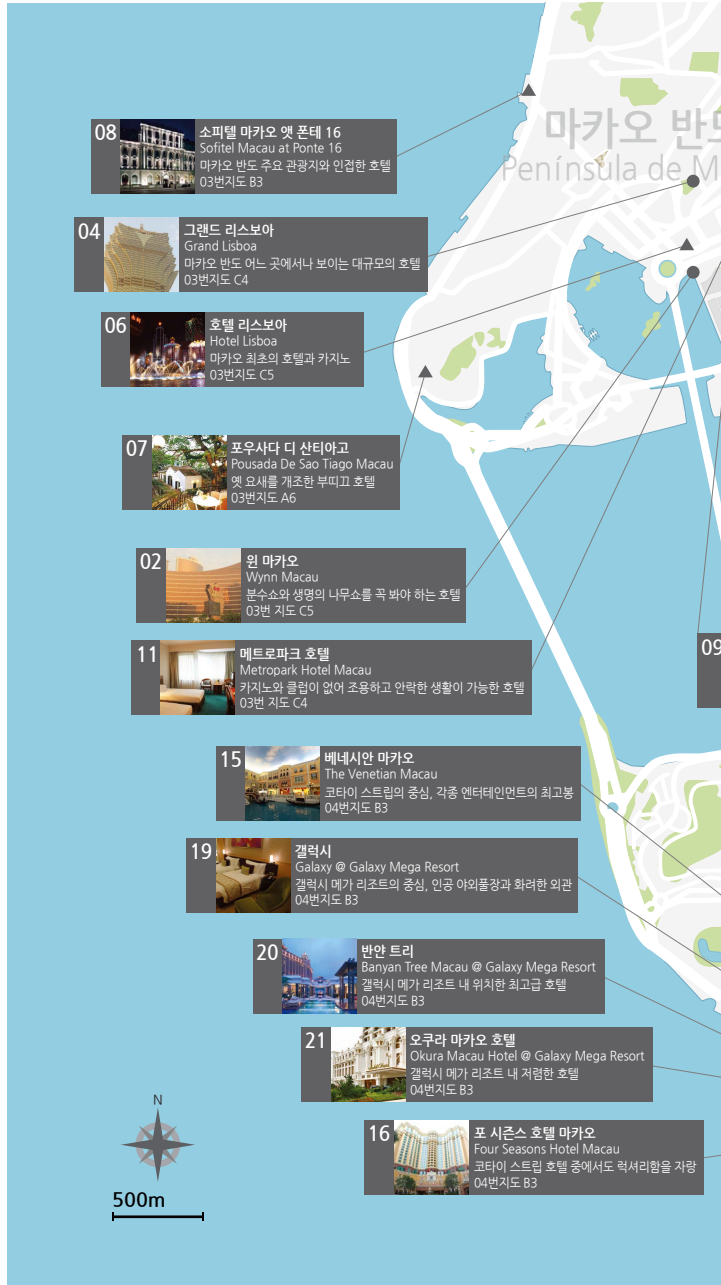 마카오 반
Península de M
08
소피텔 마카오 앳 폰테 16
Sofitel Macau at Ponte 16
마카오 반도 주요 관광지와 인접한 호텔
03번지도 B3
04
그랜드 리스보아
Grand Lisboa
마카오 반도 어느 곳에서나 보이는 대규모의 호텔
03번지도 C4
06
호텔 리스보아
Hotel Lisboa
마카오 최초의 호텔과 카지노
03번지도 C5
07
포우사다 디 산티아고
Pousada De Sao Tiago Macau
옛 요새를 개조한 부띠끄 호텔
03번지도 A6
02
윈 마카오
Wynn Macau
분수쇼와 생명의 나무쇼를 꼭 봐야 하는 호텔
03번 지도 C5
09
11
메트로파크 호텔
Metropark Hotel Macau
카지노와 클럽이 없어 조용하고 안락한 생활이 가능한 호텔
03번 지도 C4
15
베네시안 마카오
The Venetian Macau
코타이 스트립의 중심, 각종 엔터테인먼트의 최고봉
04번지도 B3
19
갤럭시
Galaxy @ Galaxy Mega Resort
갤럭시 메가 리조트의 중심, 인공 야외풀장과 화려한 외관
04번지도 B3
20
반얀 트리
Banyan Tree Macau @ Galaxy Mega Resort
갤럭시 메가 리조트 내 위치한 최고급 호텔
04번지도 B3
21
오쿠라 마카오 호텔
Okura Macau Hotel @ Galaxy Mega Resort
갤럭시 메가 리조트 내 저렴한 호텔
04번지도 B3
16
포 시즌스 호텔 마카오
Four Seasons Hotel Macau
코타이 스트립 호텔 중에서도 럭셔리함을 자랑
04번지도 B3
N
500m